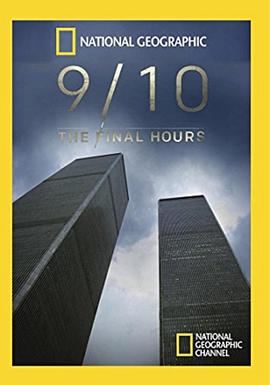 NATIONAL GEOGRAPHIC
9/10
THE FINAL HOURS
NATIONAL
GEOGRAPHIC
CHANNEL